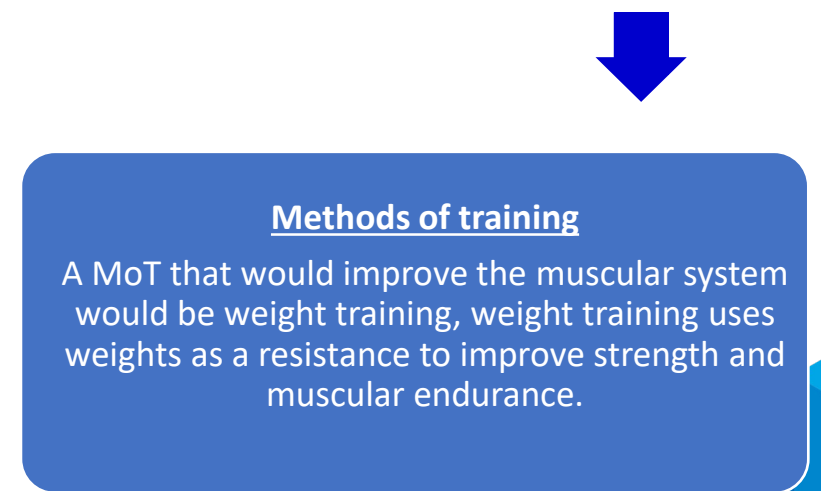 Methods of training
A MoT that would improve the muscular system
would be weight training, weight training uses
weights as a resistance to improve strength and
muscular endurance.